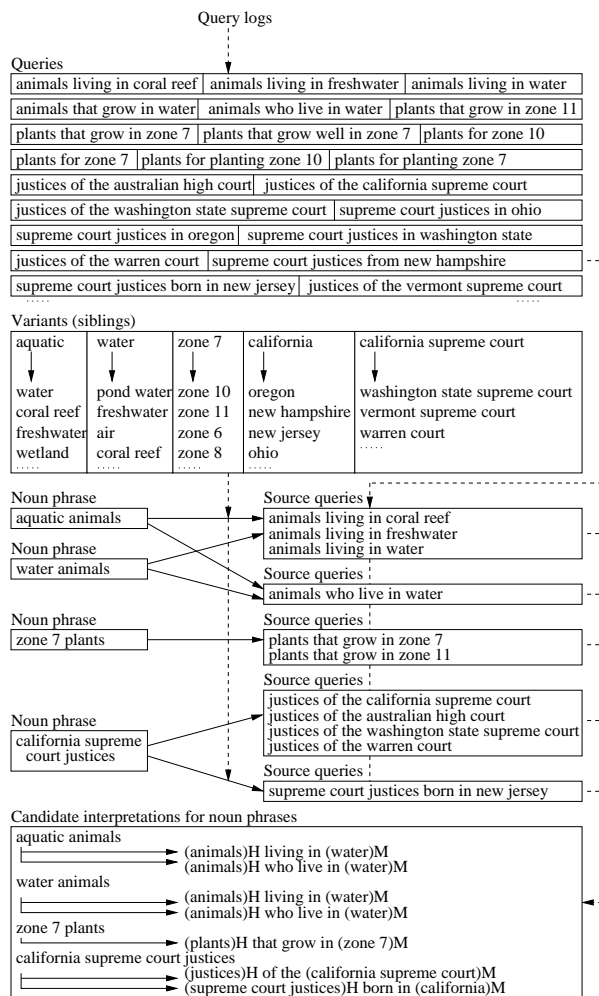 Query logs
Queries
animals living in coral reef animals living in freshwater animals living in water
animals that grow in water animals who live in water plants that grow in zone 11
plants that grow in zone 7 plants that grow well in zone 7 plants for zone 10
plants for zone 7 plants for planting zone 10 plants for planting zone 7
justices of the australian high court justices of the california supreme court
justices of the washington state supreme court supreme court justices in ohio
supreme court justices in oregon supreme court justices in washington state
justices of the warren court supreme court justices from new hampshire
supreme court justices born in new jersey justices of the vermont supreme court
..... .....
Variants (siblings)
aquatic water zone 7 california california supreme court
water pond water zone 10 oregon washington state supreme court
coral reef freshwater zone 11 new hampshire vermont supreme court
freshwater air zone 6 new jersey warren court
wetland coral reef zone 8 ohio .....
..... ..... ..... .....
Noun phrase Source queries
aquatic animals animals living in coral reef
animals living in freshwater
Noun phrase animals living in water
water animals Source queries
animals who live in water
Noun phrase Source queries
zone 7 plants plants that grow in zone 7
plants that grow in zone 11
Source queries
justices of the california supreme court
Noun phrase justices of the australian high court
california supreme justices of the washington state supreme court
court justices justices of the warren court
Source queries
supreme court justices born in new jersey
Candidate interpretations for noun phrases
aquatic animals
(animals)H living in (water)M
(animals)H who live in (water)M
water animals
(animals)H living in (water)M
(animals)H who live in (water)M
zone 7 plants
(plants)H that grow in (zone 7)M
california supreme court justices
(justices)H of the (california supreme court)M
(supreme court justices)H born in (california)M